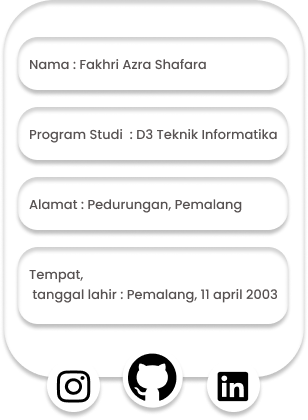 Nama : Fakhri Azra Shafara
Program Studi  : D3 Teknik Informatika
Alamat : Pedurungan, Pemalang
Tempat,
tanggal lahir : Pemalang, 11 april 2003